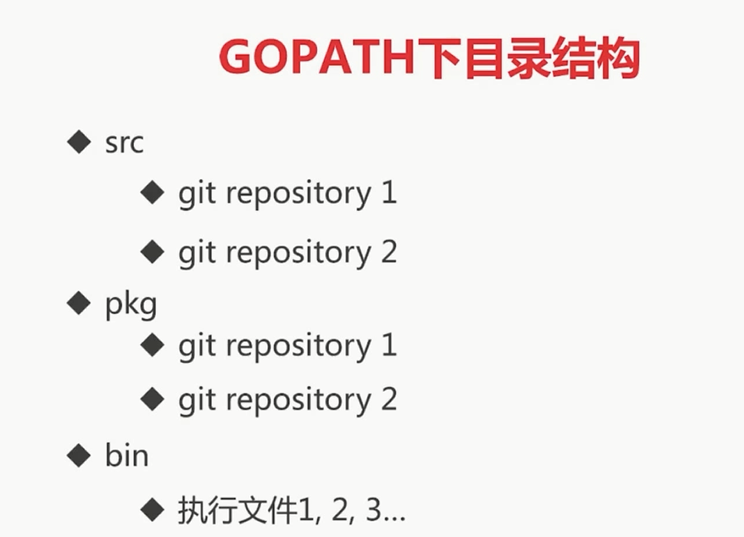 GOPATH下目录结构
◆ src
◆ git repository 1
◆ git repository 2
◆ pkg
◆ git repository 1
◆ git repository 2
◆ bin
◆ 执行文件1, 2, 3...